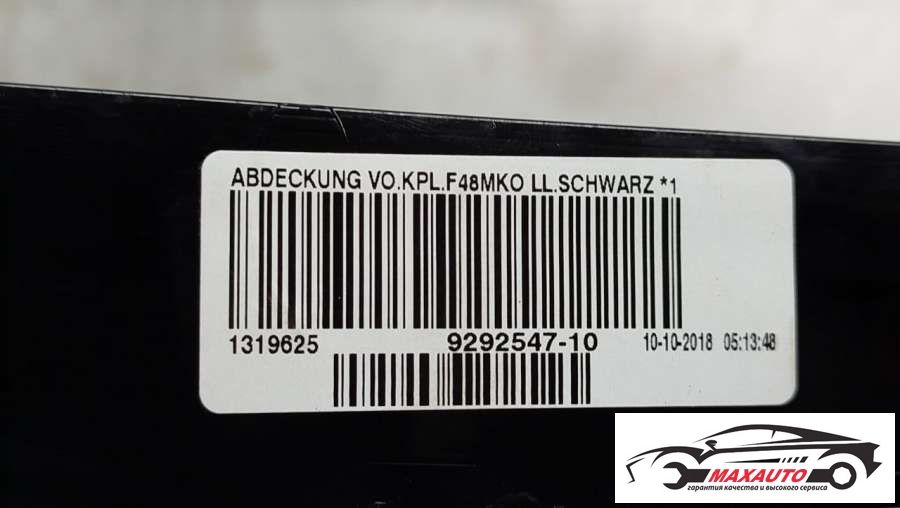 ABDECKUNG VO.KPL.F48MKO LL.SCHWARZ *1
1319625 9292547-10 10-10-2018 05:13:48
MAXAUTO
гарантия качества и высокого сервиса